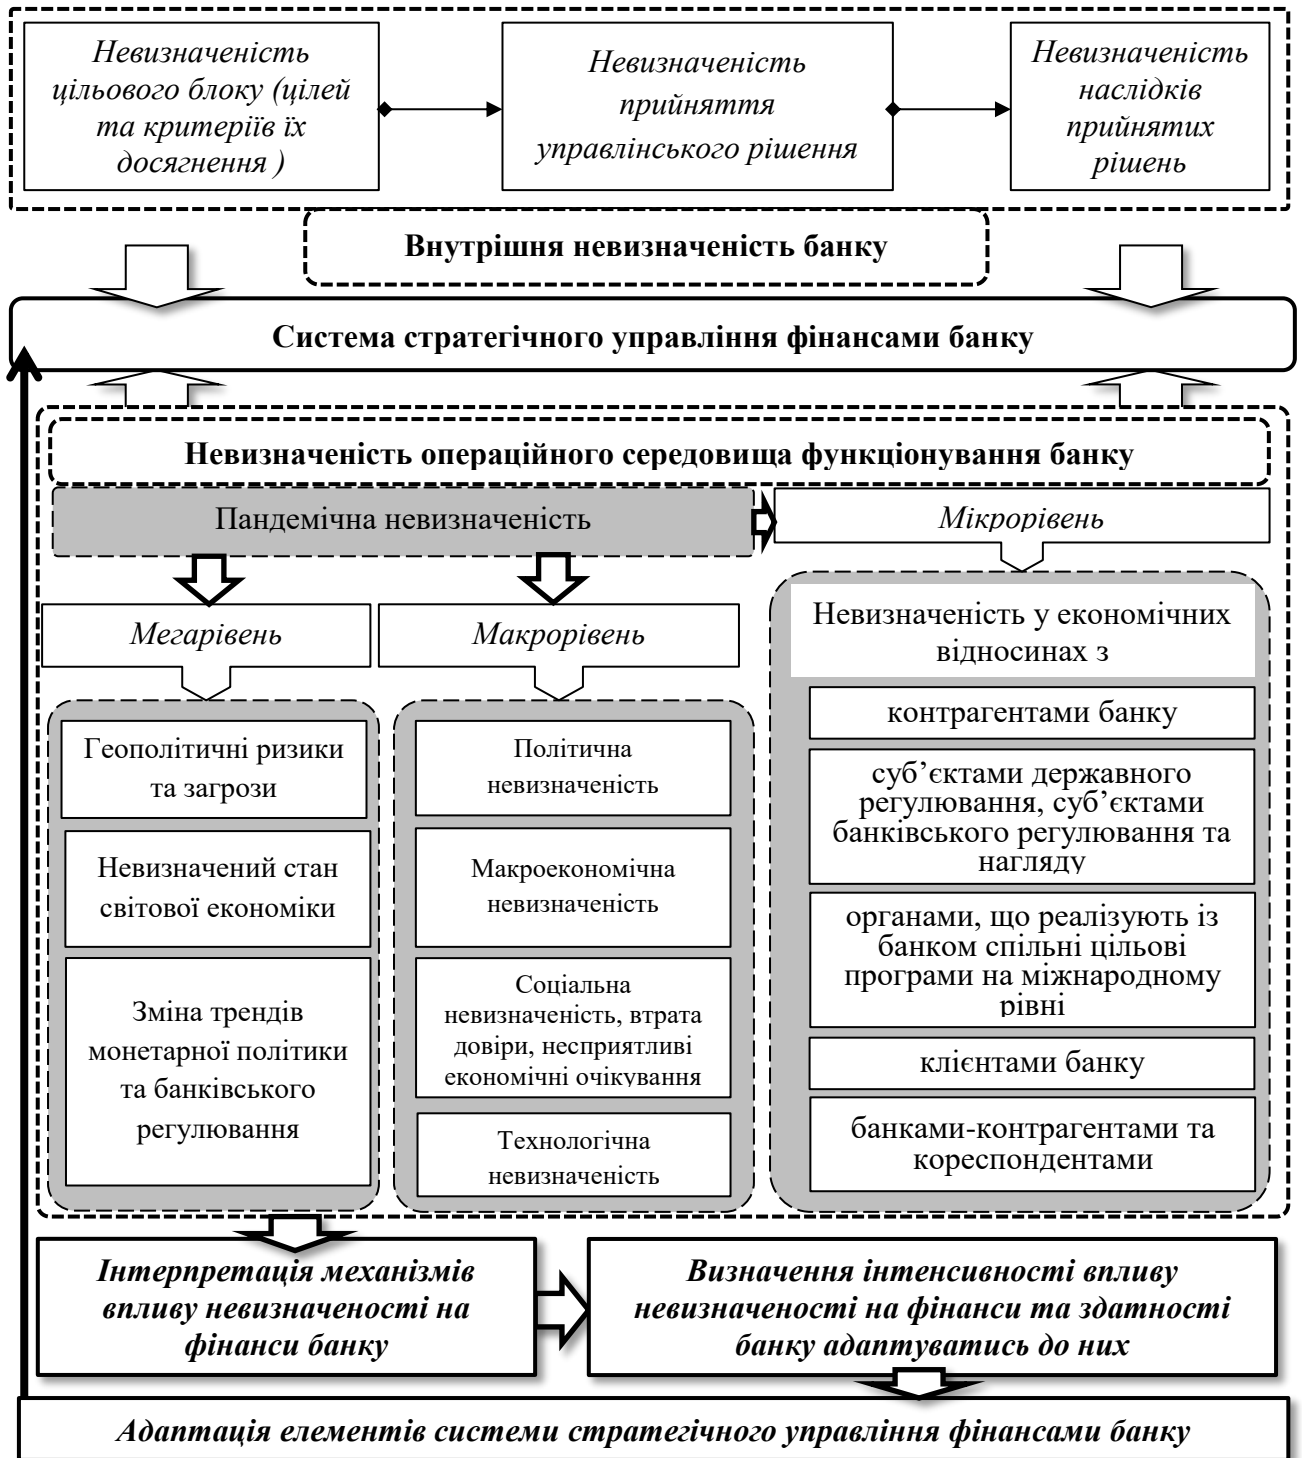 Невизначеність
цільового блоку (цілей
та критеріїв їх
досягнення )
Невизначеність
прийняття
управлінського рішення
Невизначеність
наслідків
прийнятих
рішень
Внутрішня невизначеність банку
Система стратегічного управління фінансами банку
Невизначеність операційного середовища функціонування банку
Пандемічна невизначеність
Мікрорівень
Мегарівень
Макрорівень
Геополітичні ризики
та загрози
Невизначений стан
світової економіки
Зміна трендів
монетарної політики
та банківського
регулювання
Політична
невизначеність
Макроекономічна
невизначеність
Соціальна
невизначеність, втрата
довіри, несприятливі
економічні очікування
Технологічна
невизначеність
Невизначеність у економічних
відносинах з
контрагентами банку
суб’єктами державного
регулювання, суб’єктами
банківського регулювання та
нагляду
органами, що реалізують із
банком спільні цільові
програми на міжнародному
рівні
клієнтами банку
банками-контрагентами та
кореспондентами
Інтерпретація механізмів
впливу невизначеності на
фінанси банку
Визначення інтенсивності впливу
невизначеності на фінанси та здатності
банку адаптуватись до них
Адаптація елементів системи стратегічного управління фінансами банку